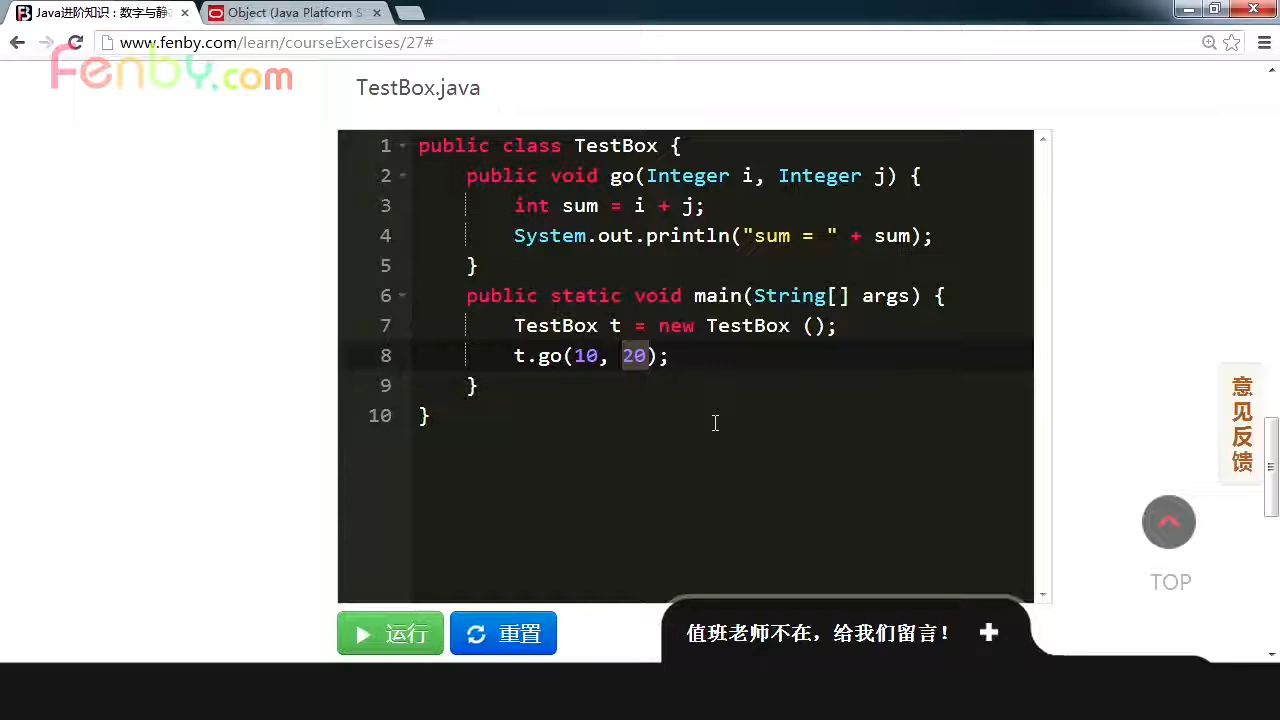 Java进阶知识：数字与静
Object (Java Platform S
www.fenby.com/learn/courseExercises/27#
Fenby.com
TestBox.java
1 public class TestBox {
2 public void go(Integer i, Integer j) {
3 int sum = i + j;
4 System.out.println("sum = " + sum);
5 }
6 public static void main(String[] args) {
7 TestBox t = new TestBox ();
8 t.go(10, 20);
9 }
10 }
意见反馈
TOP
运行
重置
值班老师不在，给我们留言！